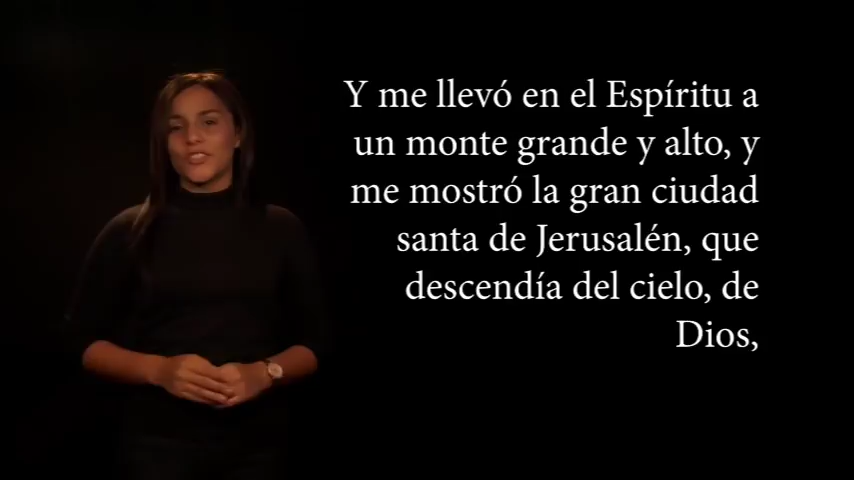 Y me llevó en el Espíritu a
un monte grande y alto, y
me mostró la gran ciudad
santa de Jerusalén, que
descendía del cielo, de
Dios,